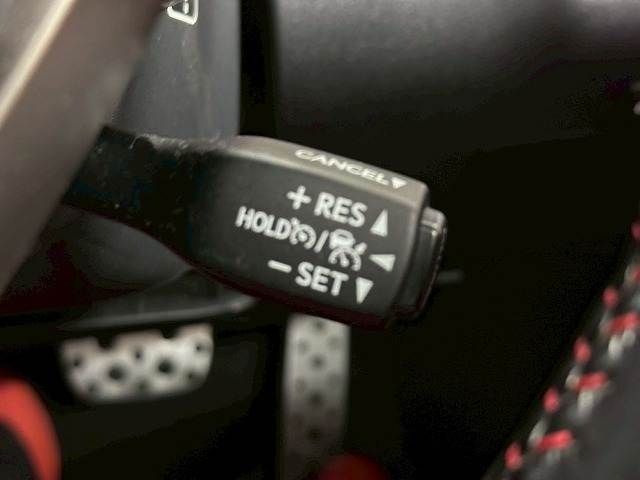 CANCEL▼
+ RES ▲
HOLD / ◀
− SET ▼